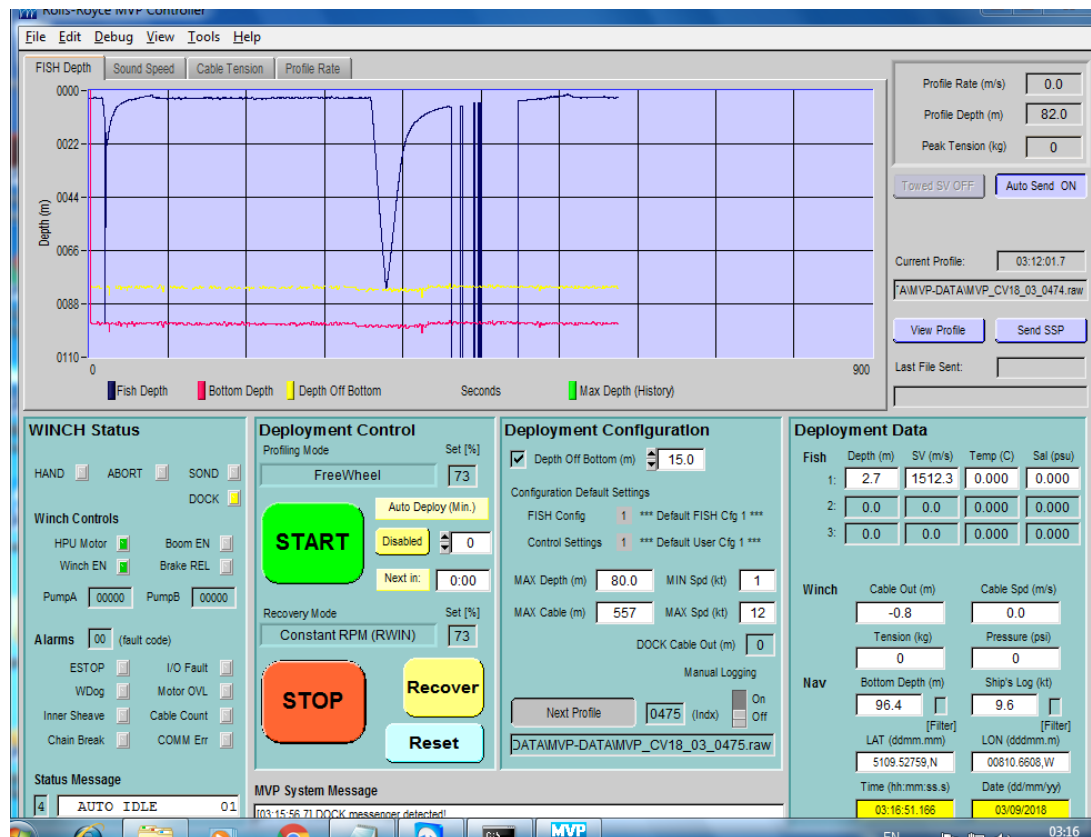 Rolls-Royce MVP Controller
File Edit Debug View Tools Help
FISH Depth Sound Speed Cable Tension Profile Rate
0000
0022
0044
0066
0088
0110
Depth (m)
0 900
Fish Depth Bottom Depth Depth Off Bottom Seconds Max Depth (History)
Profile Rate (m/s) 0.0
Profile Depth (m) 82.0
Peak Tension (kg) 0
Towed SV OFF Auto Send ON
Current Profile: 03:12:01.7
A\MVP-DATA\MVP_CV18_03_0474.raw
View Profile Send SSP
Last File Sent:
WINCH Status
HAND ABORT SOND
DOCK
Winch Controls
HPU Motor Boom EN
Winch EN Brake REL
PumpA 00000 PumpB 00000
Alarms 00 (fault code)
ESTOP I/O Fault
WDog Motor OVL
Inner Sheave Cable Count
Chain Break COMM Err
Status Message
4 AUTO IDLE 01
Deployment Control
Profiling Mode Set [%]
FreeWheel 73
START
Auto Deploy (Min.)
Disabled 0
Next in: 0:00
Recovery Mode Set [%]
Constant RPM (RWIN) 73
STOP
Recover
Reset
MVP System Message
[03:15:56.7] DOCK messenger detected!
Deployment Configuration
Depth Off Bottom (m) 15.0
Configuration Default Settings
FISH Config 1 *** Default FISH Cfg 1 ***
Control Settings 1 *** Default User Cfg 1 ***
MAX Depth (m) 80.0 MIN Spd (kt) 1
MAX Cable (m) 557 MAX Spd (kt) 12
DOCK Cable Out (m) 0
Manual Logging
Next Profile 0475 (Indx) On
Off
DATA\MVP-DATA\MVP_CV18_03_0475.raw
Deployment Data
Fish Depth (m) SV (m/s) Temp (C) Sal (psu)
1: 2.7 1512.3 0.000 0.000
2: 0.0 0.0 0.000 0.000
3: 0.0 0.0 0.000 0.000
Winch Cable Out (m) Cable Spd (m/s)
-0.8 0.0
Tension (kg) Pressure (psi)
0 0
Nav Bottom Depth (m) Ship's Log (kt)
96.4 9.6
[Filter] [Filter]
LAT (ddmm.mm) LON (dddmm.m)
5109.52759,N 00810.6608,W
Time (hh:mm:ss.s) Date (dd/mm/yy)
03:16:51.166 03/09/2018
MVP
EN 03:16